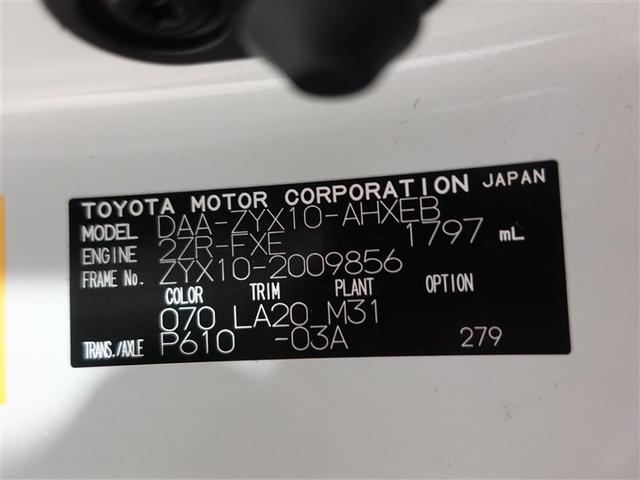 TOYOTA MOTOR CORPORATION JAPAN
MODEL DAA-ZYX10-AHXEB
ENGINE 2ZR-FXE 1797 mL
FRAME No. ZYX10-2009856
COLOR TRIM PLANT OPTION
070 LA20 M31
TRANS./AXLE P610 -03A 279